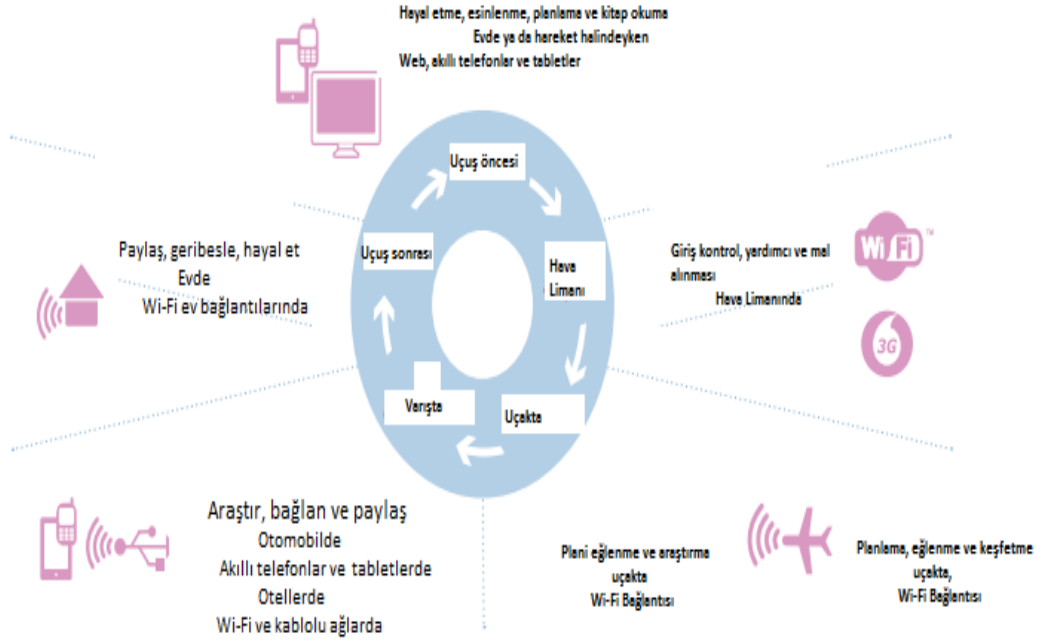 Hayal etme, esinlenme, planlama ve kitap okuma
Evde ya da hareket halindeyken
Web, akıllı telefonlar ve tabletler
Uçuş öncesi
Uçuş sonrası
Hava
Limanı
Varışta
Uçakta
Paylaş, geribesle, hayal et
Evde
Wi-Fi ev bağlantılarında
Giriş kontrol, yardımcı ve mal
alınması
Hava Limanında
Wi Fi TM
3G
Araştır, bağlan ve paylaş
Otomobilde
Akıllı telefonlar ve tabletlerde
Otellerde
Wi-Fi ve kablolu ağlarda
Plani eğlenme ve araştırma
uçakta
Wi-Fi Bağlantısı
Planlama, eğlenme ve keşfetme
uçakta,
Wi-Fi Bağlantısı